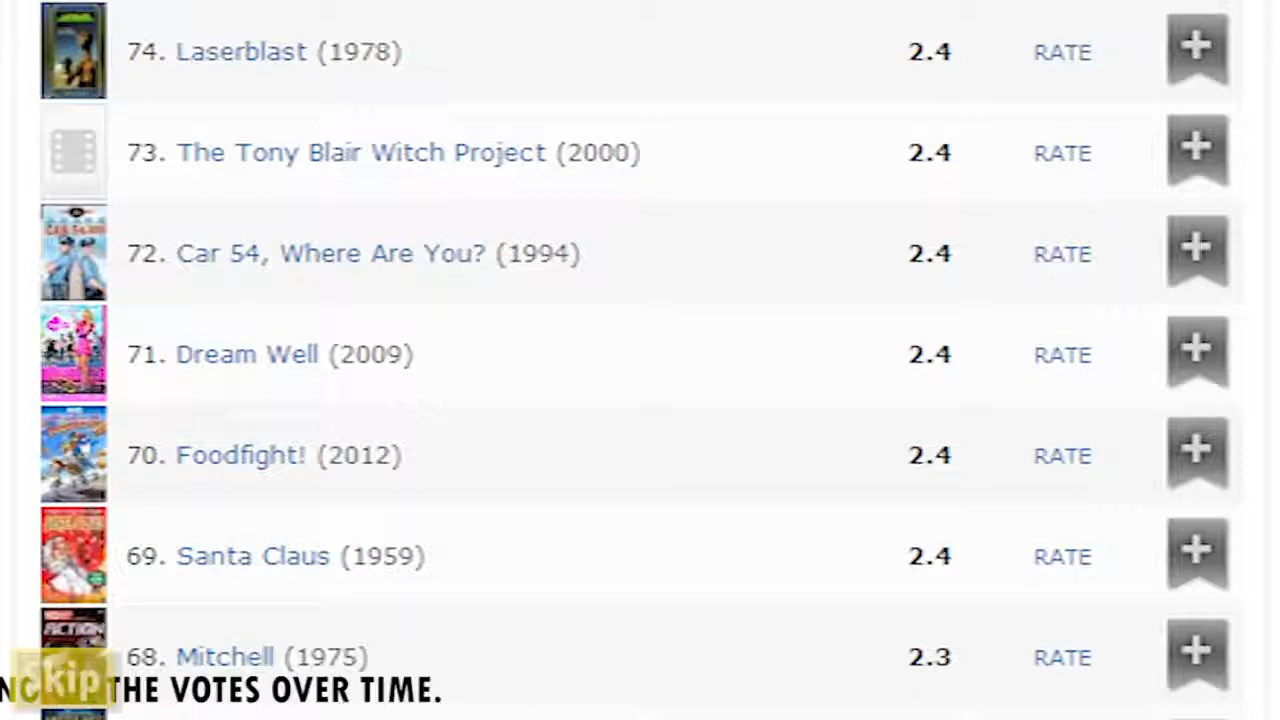 74. Laserblast (1978) 2.4 RATE
73. The Tony Blair Witch Project (2000) 2.4 RATE
72. Car 54, Where Are You? (1994) 2.4 RATE
71. Dream Well (2009) 2.4 RATE
70. Foodfight! (2012) 2.4 RATE
69. Santa Claus (1959) 2.4 RATE
ACTION
68. Mitchell (1975) 2.3 RATE
Skip
THE VOTES OVER TIME.